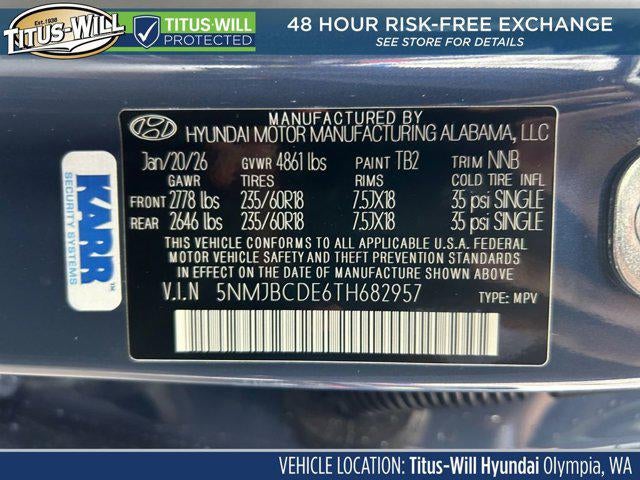 Est. 1938
TITUS-WILL
TITUS-WILL
PROTECTED
48 HOUR RISK-FREE EXCHANGE
SEE STORE FOR DETAILS
MANUFACTURED BY
HYUNDAI MOTOR MANUFACTURING ALABAMA, LLC
Jan/20/26 GVWR 4861 lbs PAINT TB2 TRIM NNB
GAWR TIRES RIMS COLD TIRE INFL
FRONT 2778 lbs 235/60R18 7.5JX18 35 psi SINGLE
REAR 2646 lbs 235/60R18 7.5JX18 35 psi SINGLE
THIS VEHICLE CONFORMS TO ALL APPLICABLE U.S.A. FEDERAL
MOTOR VEHICLE SAFETY AND THEFT PREVENTION STANDARDS
IN EFFECT ON THE DATE OF MANUFACTURE SHOWN ABOVE
V.I.N 5NMJBCDE6TH682957 TYPE: MPV
KARR
SECURITY SYSTEMS
TM
VEHICLE LOCATION: Titus-Will Hyundai Olympia, WA